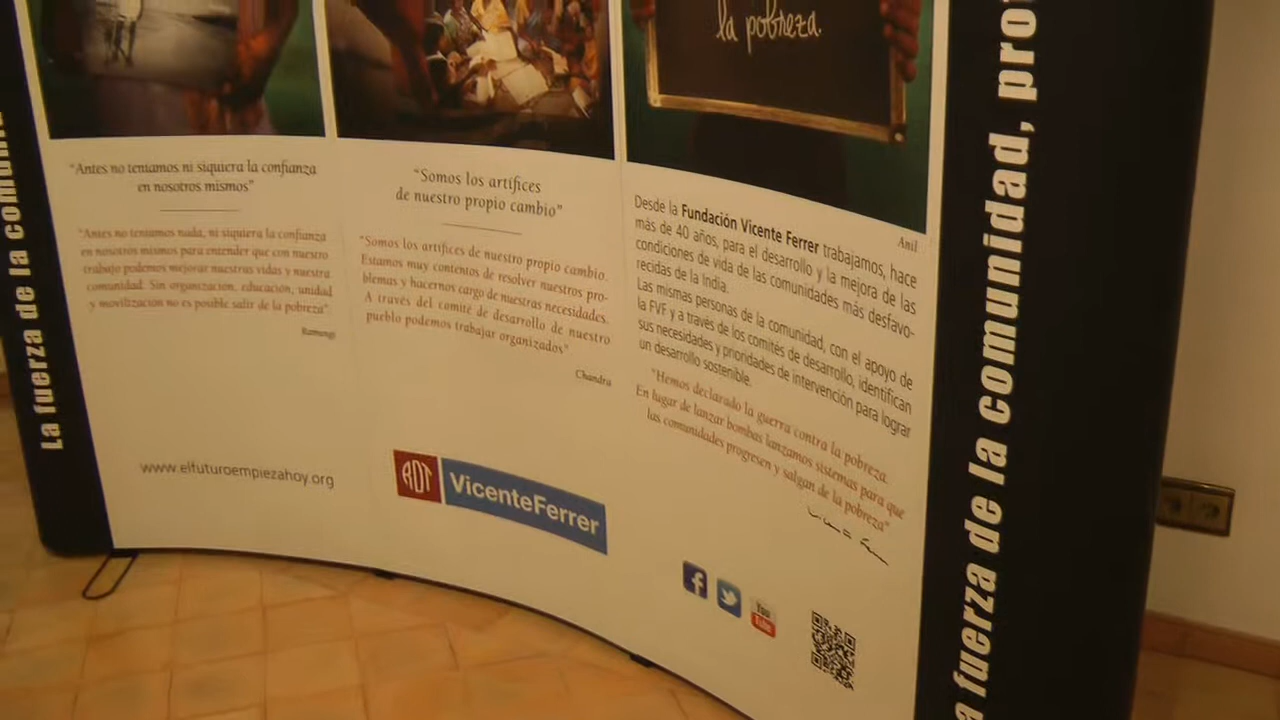 La fuerza de la comuni
"Antes no teníamos ni siquiera la confianza
en nosotros mismos"
"Antes no teníamos nada, ni siquiera la confianza
en nosotros mismos para entender que con nuestro
trabajo podemos mejorar nuestras vidas y nuestra
comunidad. Sin organización, educación, unidad
y movilización no es posible salir de la pobreza"
www.elfuturoempiezahoy.org
"Somos los artífices
de nuestro propio cambio"
"Somos los artífices de nuestro propio cambio.
Estamos muy contentos de resolver nuestros pro-
blemas y hacernos cargo de nuestras necesidades.
A través del comité de desarrollo de nuestro
pueblo podemos trabajar organizados"
Chandra
RDT VicenteFerrer
la pobreza.
Anil
Desde la Fundación Vicente Ferrer trabajamos, hace
más de 40 años, para el desarrollo y la mejora de las
condiciones de vida de las comunidades más desfavo-
recidas de la India.
Las mismas personas de la comunidad, con el apoyo de
la FVF y a través de los comités de desarrollo, identifican
sus necesidades y prioridades de intervención para lograr
un desarrollo sostenible.
"Hemos declarado la guerra contra la pobreza.
En lugar de lanzar bombas lanzamos sistemas para que
las comunidades progresen y salgan de la pobreza"
You
Tube
a fuerza de la comunidad, pro